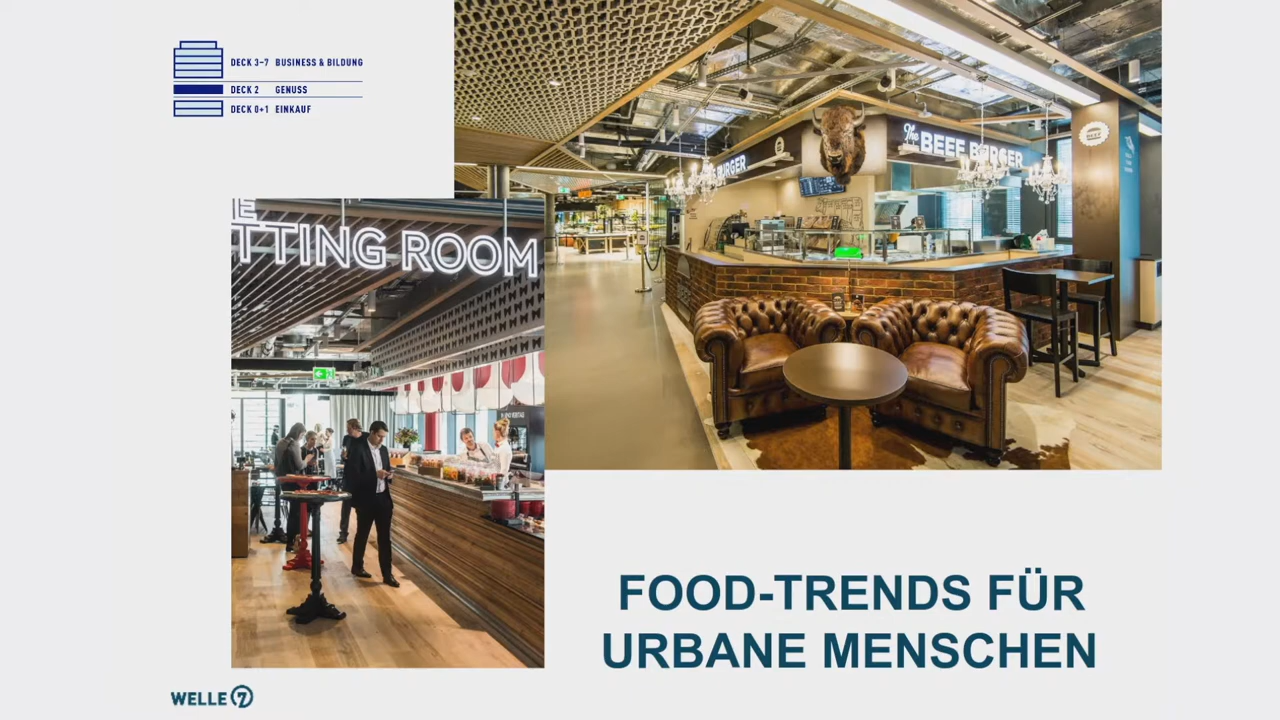 DECK 3-7 BUSINESS & BILDUNG
DECK 2 GENUSS
DECK 0+1 EINKAUF
BURGER
The BEEF BURGER
BEEF
E
TTING ROOM
FOOD-TRENDS FÜR
URBANE MENSCHEN
WELLE 7